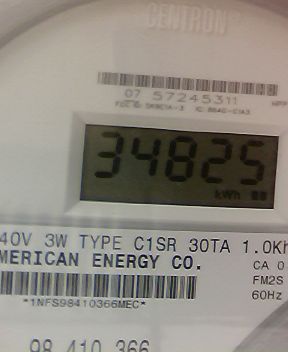 CENTRON
07 57245311
34825
kWh
40V 3W TYPE C1SR 30TA 1.0Kh
MERICAN ENERGY CO.
CA 0
FM2S
60Hz
*1NFS98410366MEC*
98 410 366